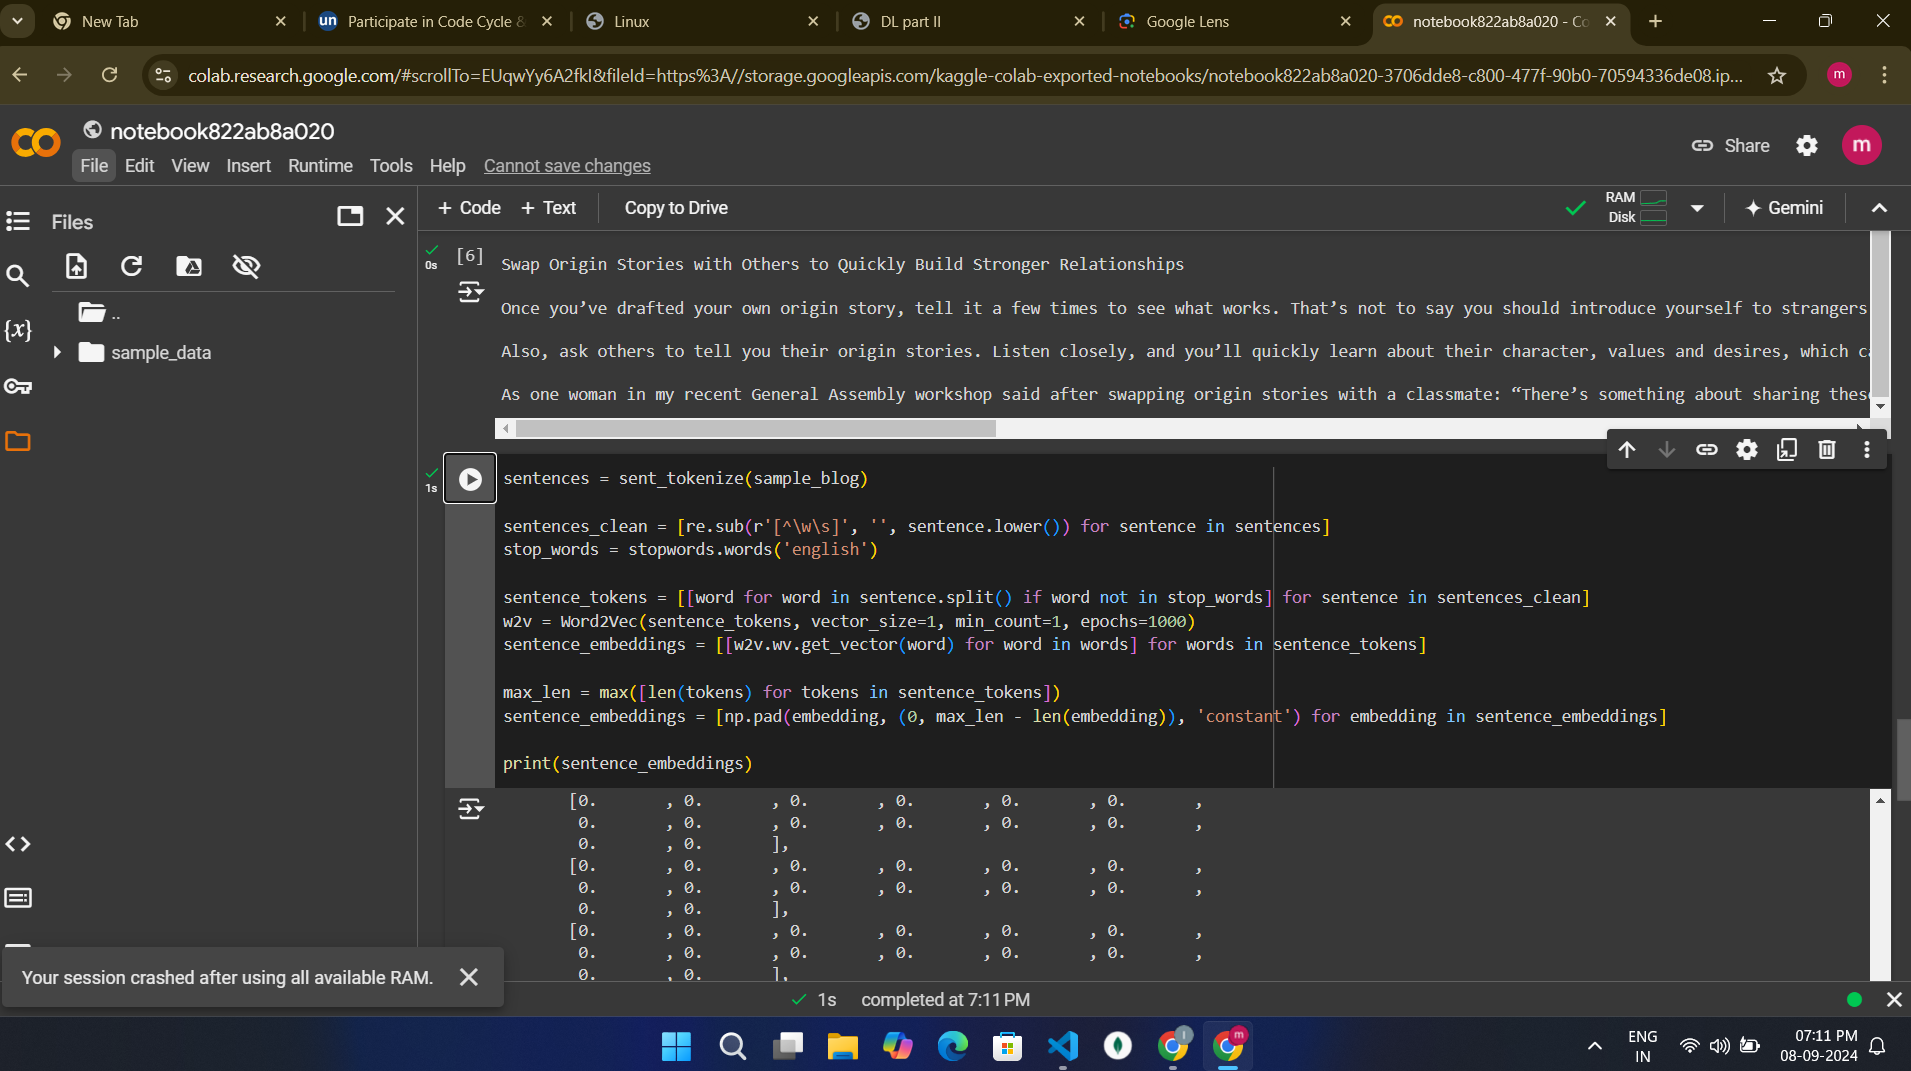 New Tab
Participate in Code Cycle &
Linux
DL part II
Google Lens
notebook822ab8a020 - Co
colab.research.google.com/#scrollTo=EUqwYy6A2fkI&fileId=https%3A//storage.googleapis.com/kaggle-colab-exported-notebooks/notebook822ab8a020-3706dde8-c800-477f-90b0-70594336de08.ip...
m
notebook822ab8a020
File Edit View Insert Runtime Tools Help Cannot save changes
Share
m
Files
+ Code + Text Copy to Drive
RAM
Disk
Gemini
..
sample_data
{x}
0s
[6]
Swap Origin Stories with Others to Quickly Build Stronger Relationships
Once you’ve drafted your own origin story, tell it a few times to see what works. That’s not to say you should introduce yourself to strangers
Also, ask others to tell you their origin stories. Listen closely, and you’ll quickly learn about their character, values and desires, which ca
As one woman in my recent General Assembly workshop said after swapping origin stories with a classmate: “There’s something about sharing thes
1s
sentences = sent_tokenize(sample_blog)
sentences_clean = [re.sub(r'[^\w\s]', '', sentence.lower()) for sentence in sentences]
stop_words = stopwords.words('english')
sentence_tokens = [[word for word in sentence.split() if word not in stop_words] for sentence in sentences_clean]
w2v = Word2Vec(sentence_tokens, vector_size=1, min_count=1, epochs=1000)
sentence_embeddings = [[w2v.wv.get_vector(word) for word in words] for words in sentence_tokens]
max_len = max([len(tokens) for tokens in sentence_tokens])
sentence_embeddings = [np.pad(embedding, (0, max_len - len(embedding)), 'constant') for embedding in sentence_embeddings]
print(sentence_embeddings)
[0. , 0. , 0. , 0. , 0. , 0. ,
0. , 0. , 0. , 0. , 0. , 0. ,
0. , 0. ],
[0. , 0. , 0. , 0. , 0. , 0. ,
0. , 0. , 0. , 0. , 0. , 0. ,
0. , 0. ],
[0. , 0. , 0. , 0. , 0. , 0. ,
0. , 0. , 0. , 0. , 0. , 0. ,
0. , 0. ],
Your session crashed after using all available RAM.
1s completed at 7:11 PM
m
ENG
IN
07:11 PM
08-09-2024